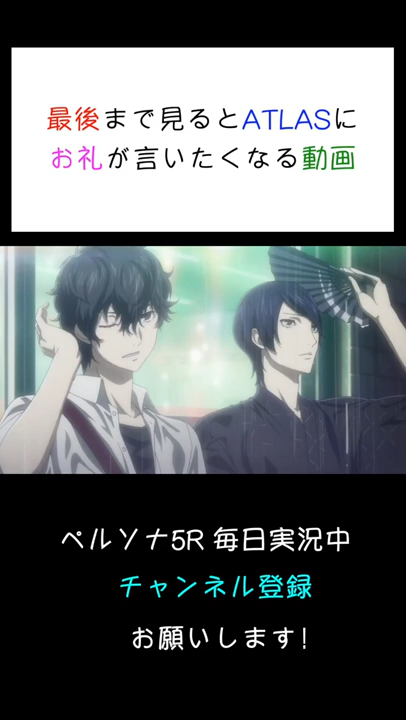 最後まで見るとATLASに
お礼が言いたくなる動画
ペルソナ5R 毎日実況中
チャンネル登録
お願いします!